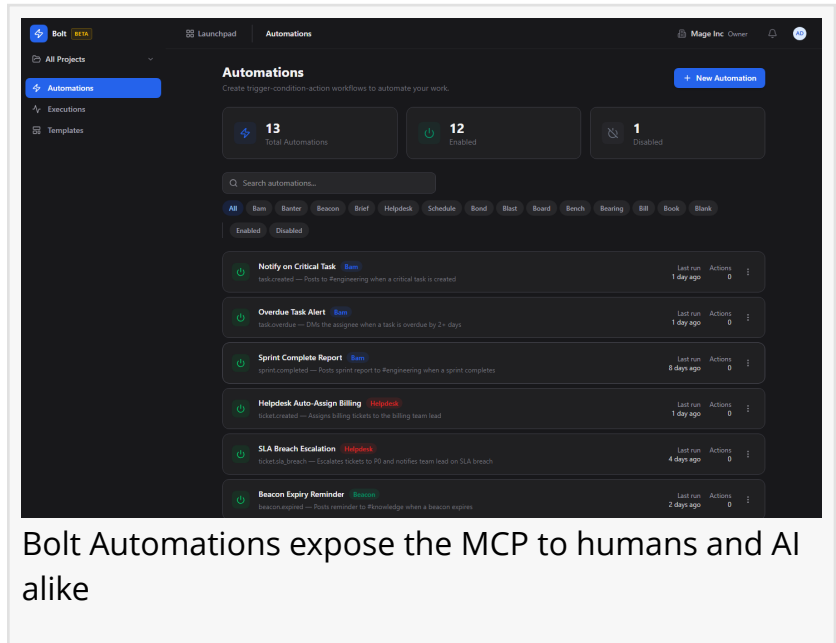 Bolt BETA
Launchpad
Automations
Mage Inc Owner
AD
All Projects
Automations
Executions
Templates
Automations
Create trigger-condition-action workflows to automate your work.
+ New Automation
13
Total Automations
12
Enabled
1
Disabled
Search automations...
All Bam Banter Beacon Brief Helpdesk Schedule Bond Blast Board Bench Bearing Bill Book Blank
Enabled Disabled
Notify on Critical Task Bam
task.created — Posts to #engineering when a critical task is created
Last run Actions
1 day ago 0
Overdue Task Alert Bam
task.overdue — DMs the assignee when a task is overdue by 2+ days
Last run Actions
1 day ago 0
Sprint Complete Report Bam
sprint.completed — Posts sprint report to #engineering when a sprint completes
Last run Actions
8 days ago 0
Helpdesk Auto-Assign Billing Helpdesk
ticket.created — Assigns billing tickets to the billing team lead
Last run Actions
1 day ago 0
SLA Breach Escalation Helpdesk
ticket.sla_breach — Escalates tickets to P0 and notifies team lead on SLA breach
Last run Actions
4 days ago 0
Beacon Expiry Reminder Beacon
beacon.expired — Posts reminder to #knowledge when a beacon expires
Last run Actions
2 days ago 0
Bolt Automations expose the MCP to humans and AI
alike